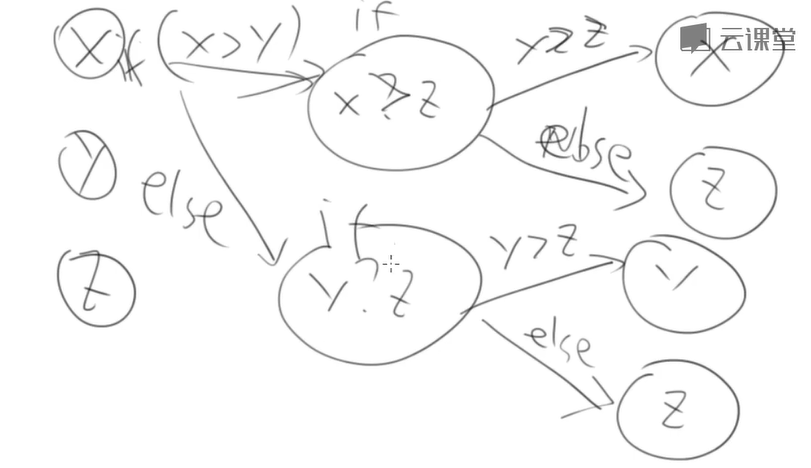 if
X if (X>Y)
X?Z
X≥Z
X
云课堂
Y
else
else
Z
Z
if
Y?Z
Y>Z
Y
else
Z